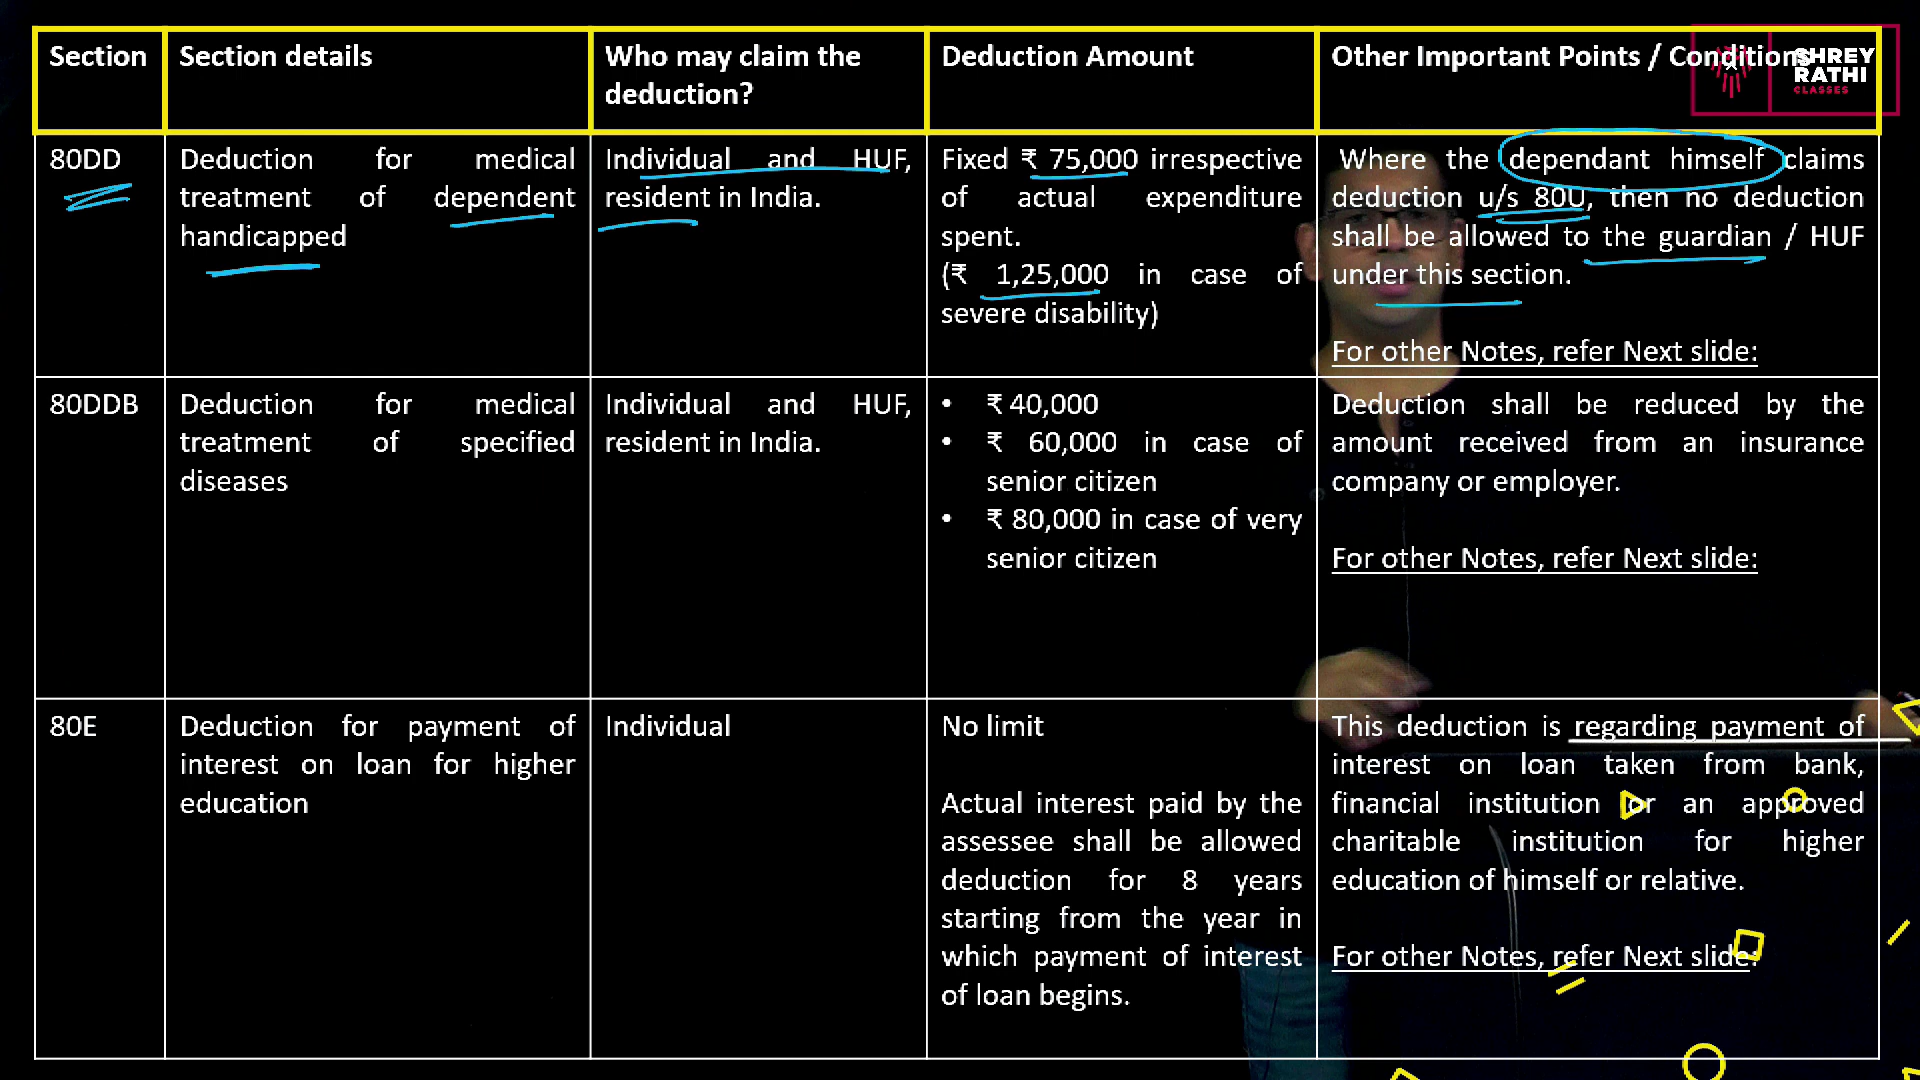 Section
Section details
Who may claim the
deduction?
Deduction Amount
Other Important Points / Conditions
SHREY
RATHI
CLASSES
80DD
Deduction for medical
treatment of dependent
handicapped
Individual and HUF,
resident in India.
Fixed ₹ 75,000 irrespective
of actual expenditure
spent.
(₹ 1,25,000 in case of
severe disability)
Where the dependant himself claims
deduction u/s 80U, then no deduction
shall be allowed to the guardian / HUF
under this section.
For other Notes, refer Next slide:
80DDB
Deduction for medical
treatment of specified
diseases
Individual and HUF,
resident in India.
• ₹ 40,000
• ₹ 60,000 in case of
senior citizen
• ₹ 80,000 in case of very
senior citizen
Deduction shall be reduced by the
amount received from an insurance
company or employer.
For other Notes, refer Next slide:
80E
Deduction for payment of
interest on loan for higher
education
Individual
No limit
Actual interest paid by the
assessee shall be allowed
deduction for 8 years
starting from the year in
which payment of interest
of loan begins.
This deduction is regarding payment of
interest on loan taken from bank,
financial institution or an approved
charitable institution for higher
education of himself or relative.
For other Notes, refer Next slide: